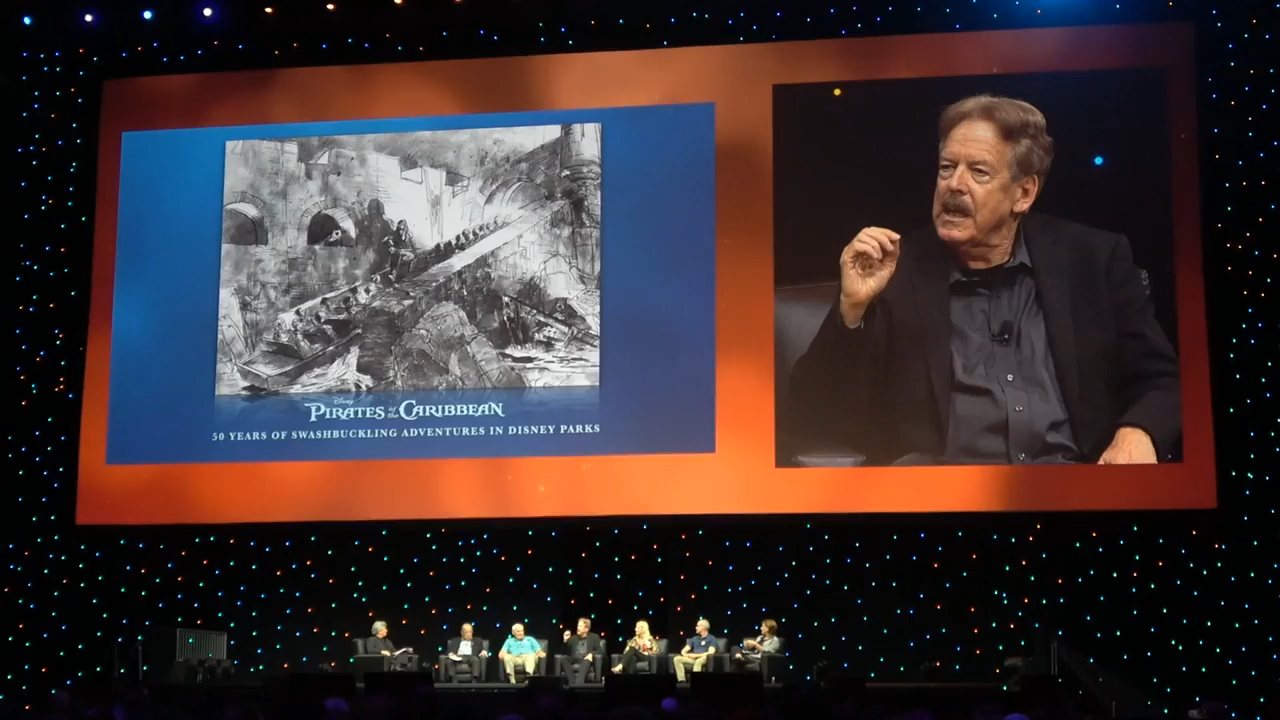 Disney
PIRATES of the CARIBBEAN
50 YEARS OF SWASHBUCKLING ADVENTURES IN DISNEY PARKS